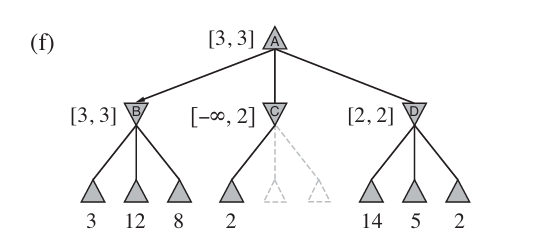 (f)
[3, 3] A
[3, 3] B [−∞, 2] C [2, 2] D
3 12 8 2 14 5 2